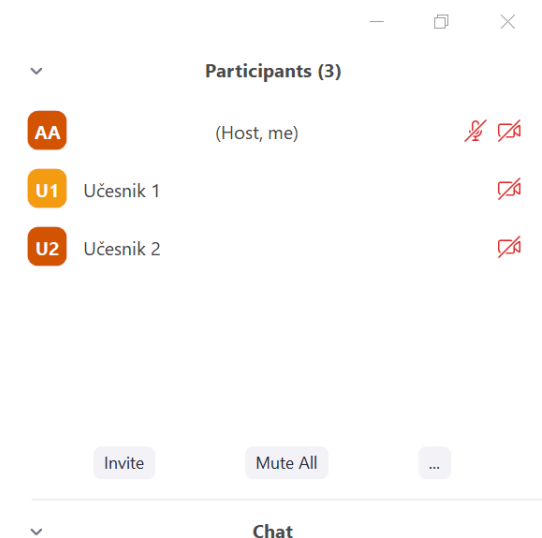 Participants (3)
AA (Host, me)
U1 Učesnik 1
U2 Učesnik 2
Invite Mute All ...
Chat